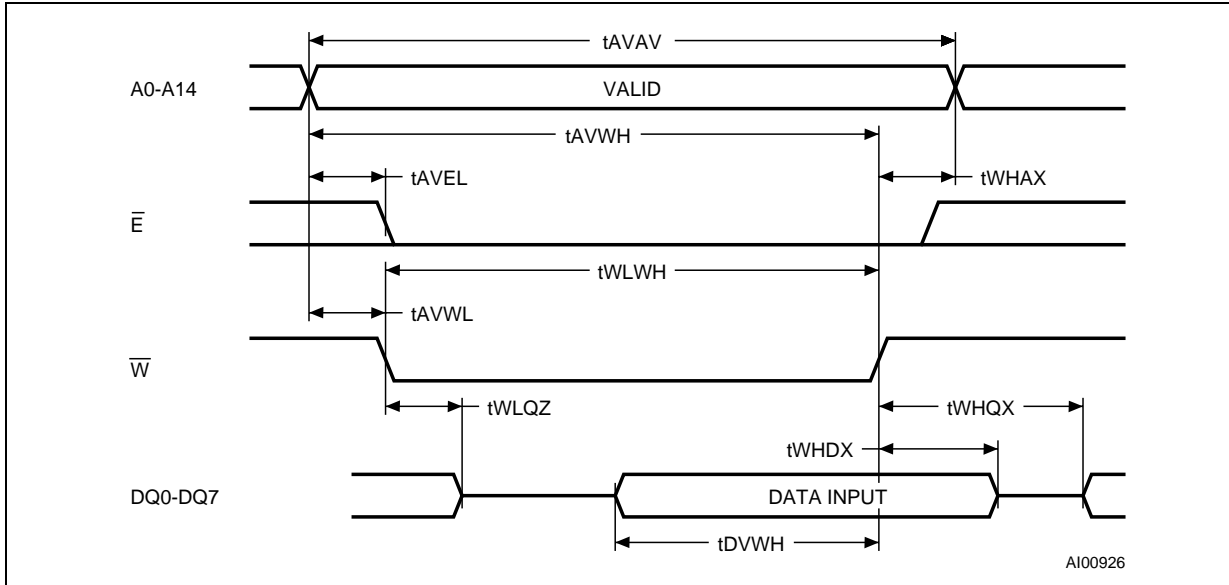 tAVAV
A0-A14
VALID
tAVWH
tAVEL
tWHAX
E̅
tWLWH
tAVWL
W̅
tWLQZ
tWHQX
tWHDX
DQ0-DQ7
DATA INPUT
tDVWH
AI00926